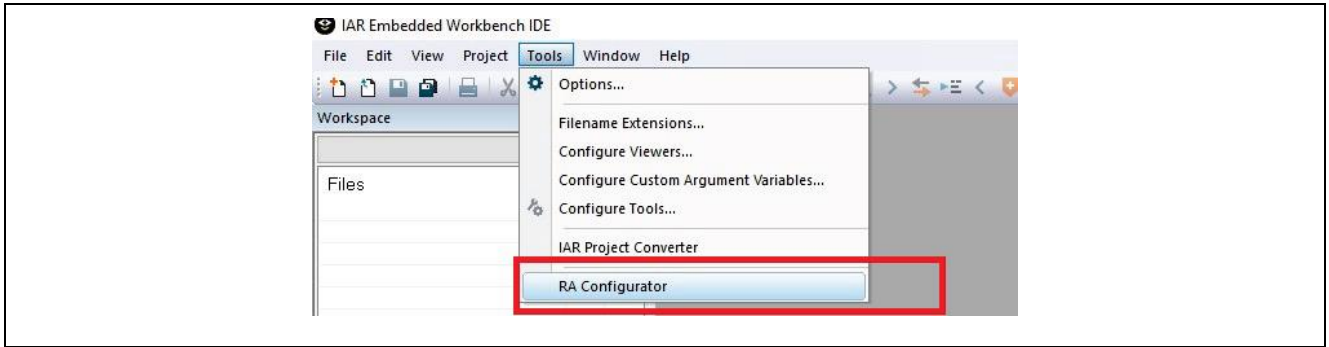 IAR Embedded Workbench IDE
File Edit View Project Tools Window Help
Options...
Workspace
Filename Extensions...
Configure Viewers...
Files
Configure Custom Argument Variables...
Configure Tools...
IAR Project Converter
RA Configurator